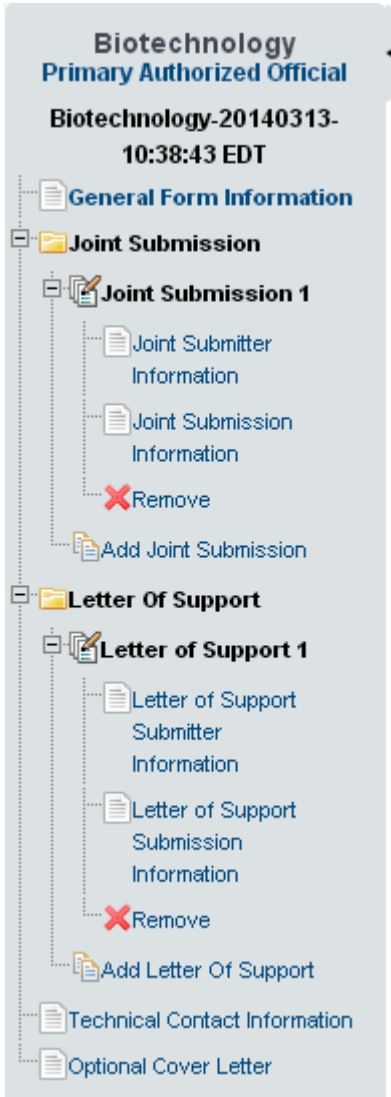 Biotechnology
Primary Authorized Official
Biotechnology-20140313-
10:38:43 EDT
General Form Information
Joint Submission
Joint Submission 1
Joint Submitter
Information
Joint Submission
Information
Remove
Add Joint Submission
Letter Of Support
Letter of Support 1
Letter of Support
Submitter
Information
Letter of Support
Submission
Information
Remove
Add Letter Of Support
Technical Contact Information
Optional Cover Letter